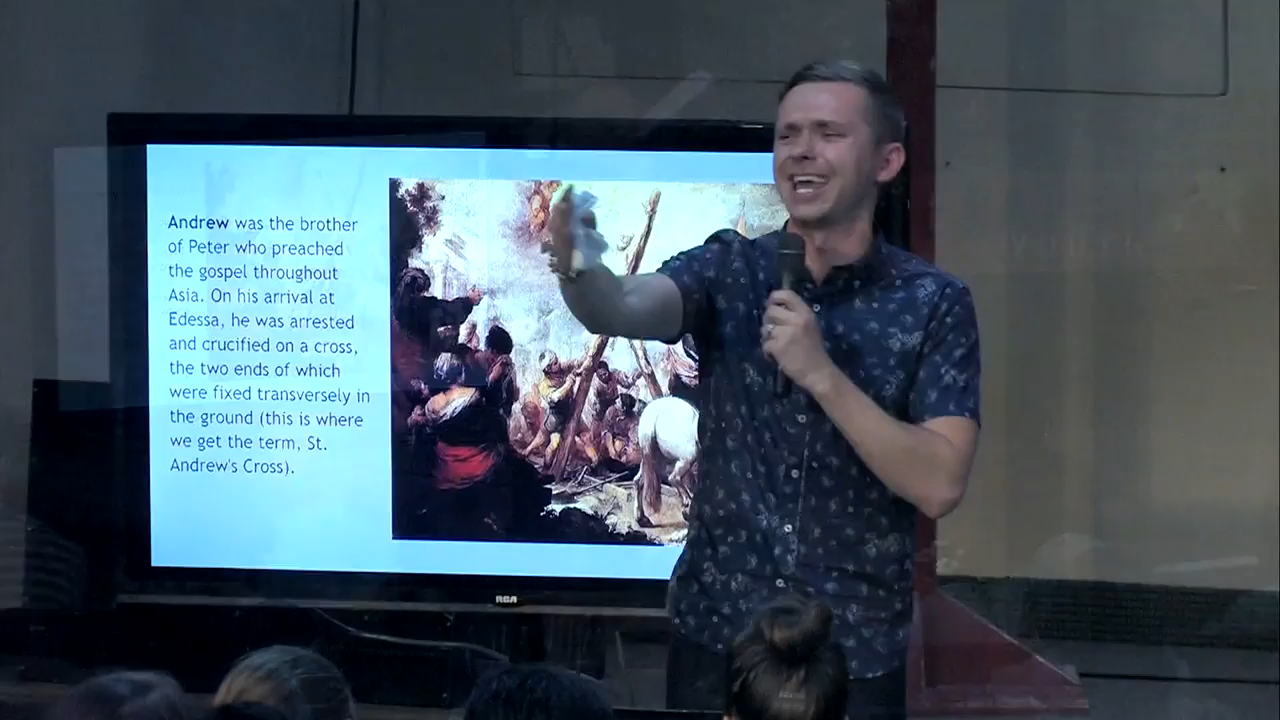 Andrew was the brother
of Peter who preached
the gospel throughout
Asia. On his arrival at
Edessa, he was arrested
and crucified on a cross,
the two ends of which
were fixed transversely in
the ground (this is where
we get the term, St.
Andrew's Cross).
RCA